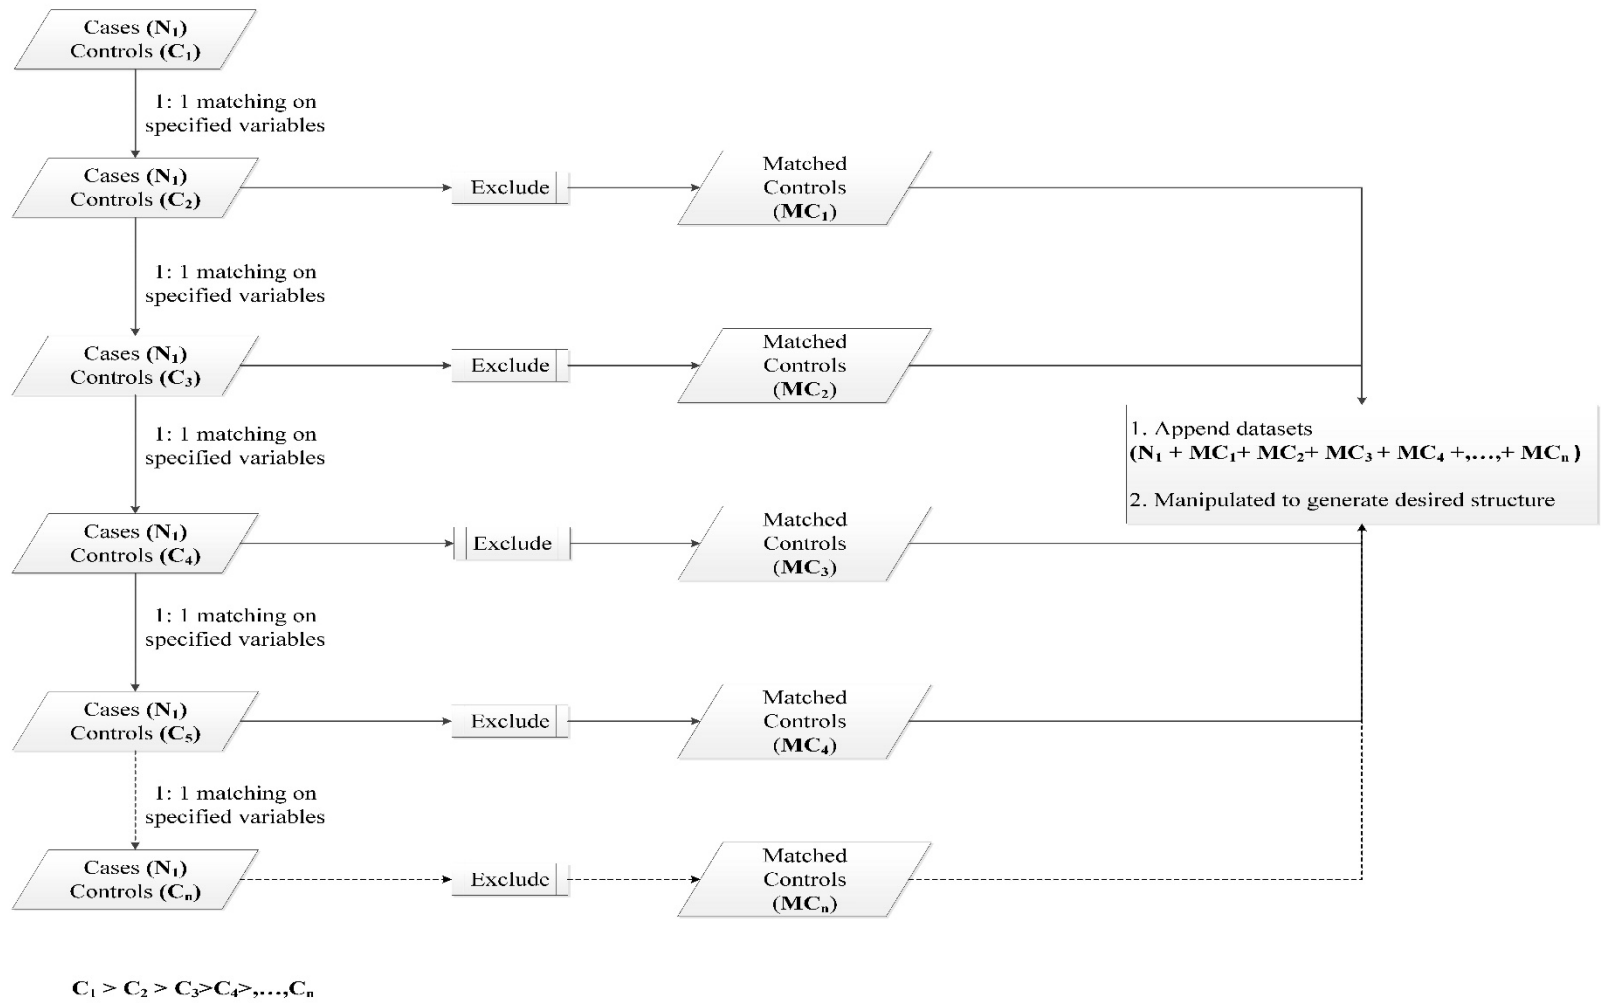 Cases (N₁)
Controls (C₁)
1: 1 matching on
specified variables
Cases (N₁)
Controls (C₂)
Exclude
Matched
Controls
(MC₁)
1: 1 matching on
specified variables
Cases (N₁)
Controls (C₃)
Exclude
Matched
Controls
(MC₂)
1. Append datasets
(N₁ + MC₁+ MC₂+ MC₃ + MC₄ +,...,+ MCₙ )
2. Manipulated to generate desired structure
1: 1 matching on
specified variables
Cases (N₁)
Controls (C₄)
Exclude
Matched
Controls
(MC₃)
1: 1 matching on
specified variables
Cases (N₁)
Controls (C₅)
Exclude
Matched
Controls
(MC₄)
1: 1 matching on
specified variables
Cases (N₁)
Controls (Cₙ)
Exclude
Matched
Controls
(MCₙ)
C₁ > C₂ > C₃>C₄>,...,Cₙ